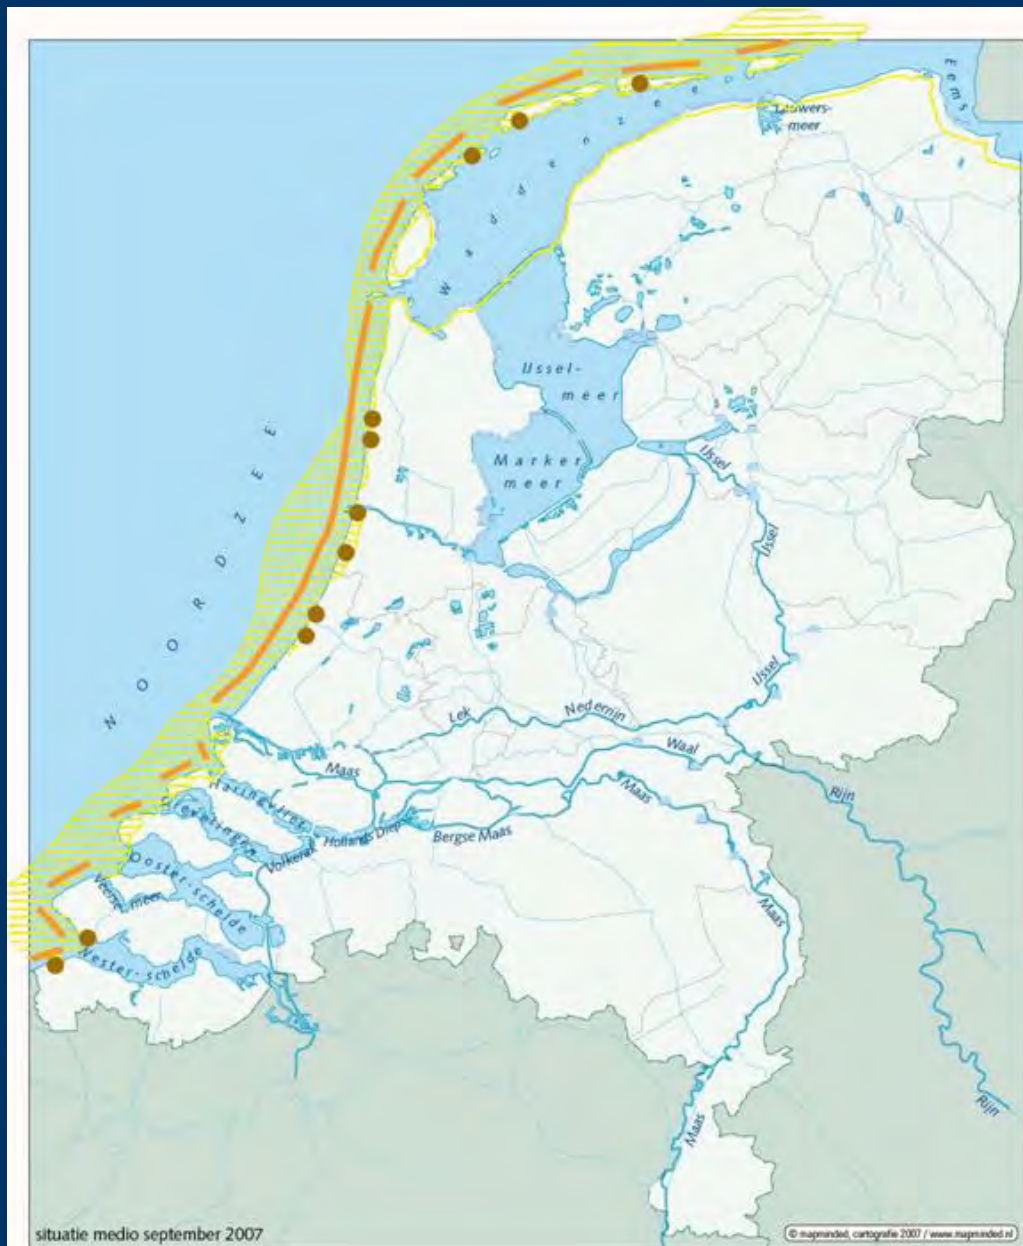 Eems
Lauwers-
meer
Waddenzee
IJssel-
meer
Marker
meer
NOORDZEE
IJssel
IJssel
IJssel
Lek
Nederrijn
Waal
Maas
Maas
Rijn
Haringvliet
Grevelingen
Hollands Diep
Bergse Maas
Volkerak
Ooster-schelde
Veerse meer
Maas
Wester-schelde
Maas
Rijn
situatie medio september 2007
© mapminded, cartografie 2007 / www.mapminded.nl